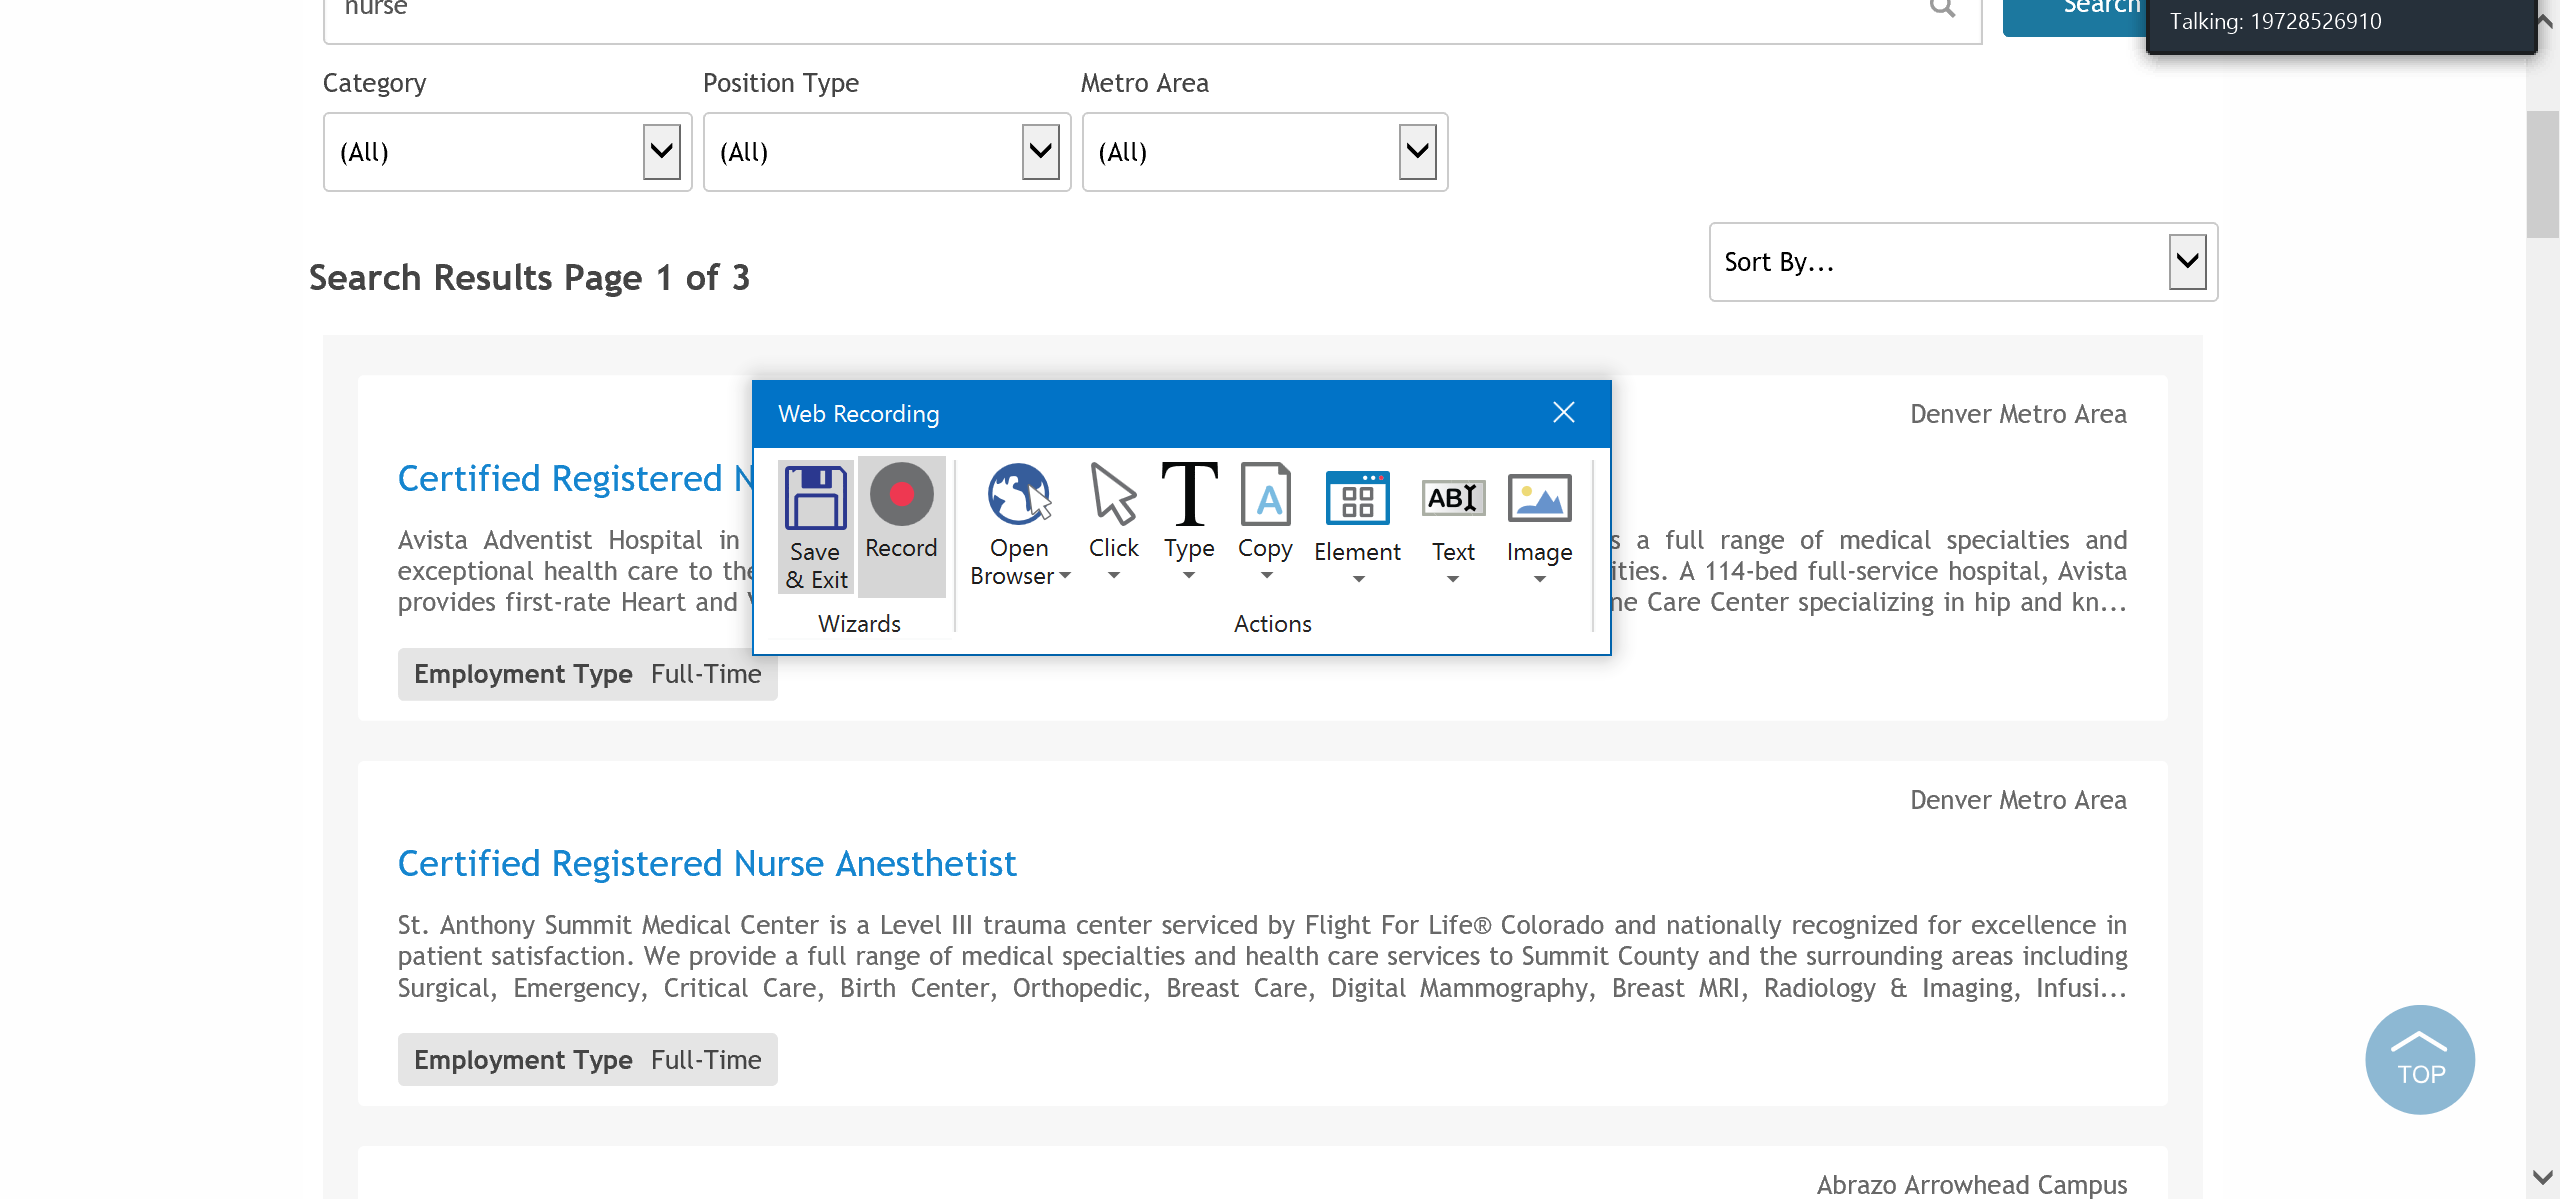 nurse
Search
Talking: 19728526910
Category
Position Type
Metro Area
(All)
(All)
(All)
Sort By...
Search Results Page 1 of 3
Denver Metro Area
Certified Registered N
Avista Adventist Hospital in
s a full range of medical specialties and
exceptional health care to the
ities. A 114-bed full-service hospital, Avista
provides first-rate Heart and
ne Care Center specializing in hip and kn...
Employment Type Full-Time
Web Recording
Save
& Exit
Record
Wizards
Open
Browser
Click
Type
Copy
Element
ABI
Text
Image
Actions
Denver Metro Area
Certified Registered Nurse Anesthetist
St. Anthony Summit Medical Center is a Level III trauma center serviced by Flight For Life® Colorado and nationally recognized for excellence in
patient satisfaction. We provide a full range of medical specialties and health care services to Summit County and the surrounding areas including
Surgical, Emergency, Critical Care, Birth Center, Orthopedic, Breast Care, Digital Mammography, Breast MRI, Radiology & Imaging, Infusi...
Employment Type Full-Time
TOP
Abrazo Arrowhead Campus